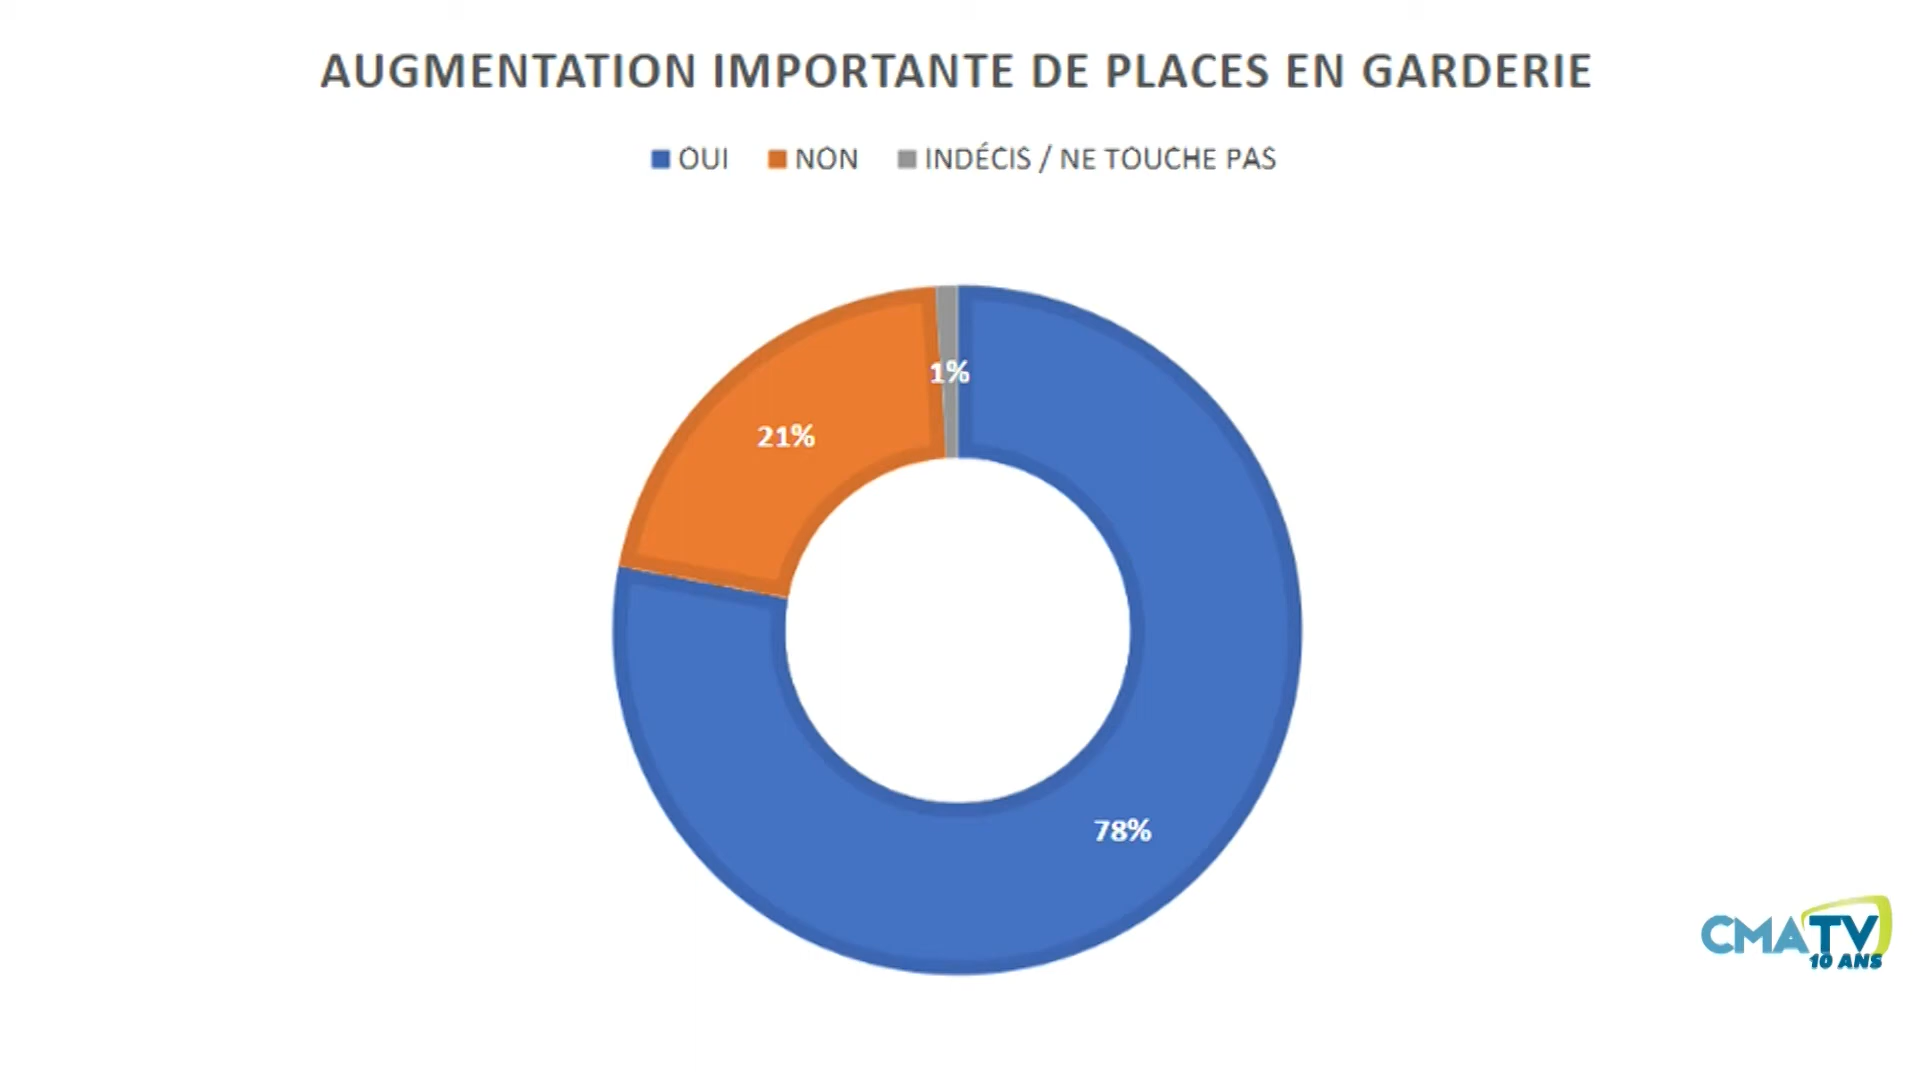 AUGMENTATION IMPORTANTE DE PLACES EN GARDERIE
OUI NON INDÉCIS / NE TOUCHE PAS
1%
21%
78%
CMATV
10 ANS